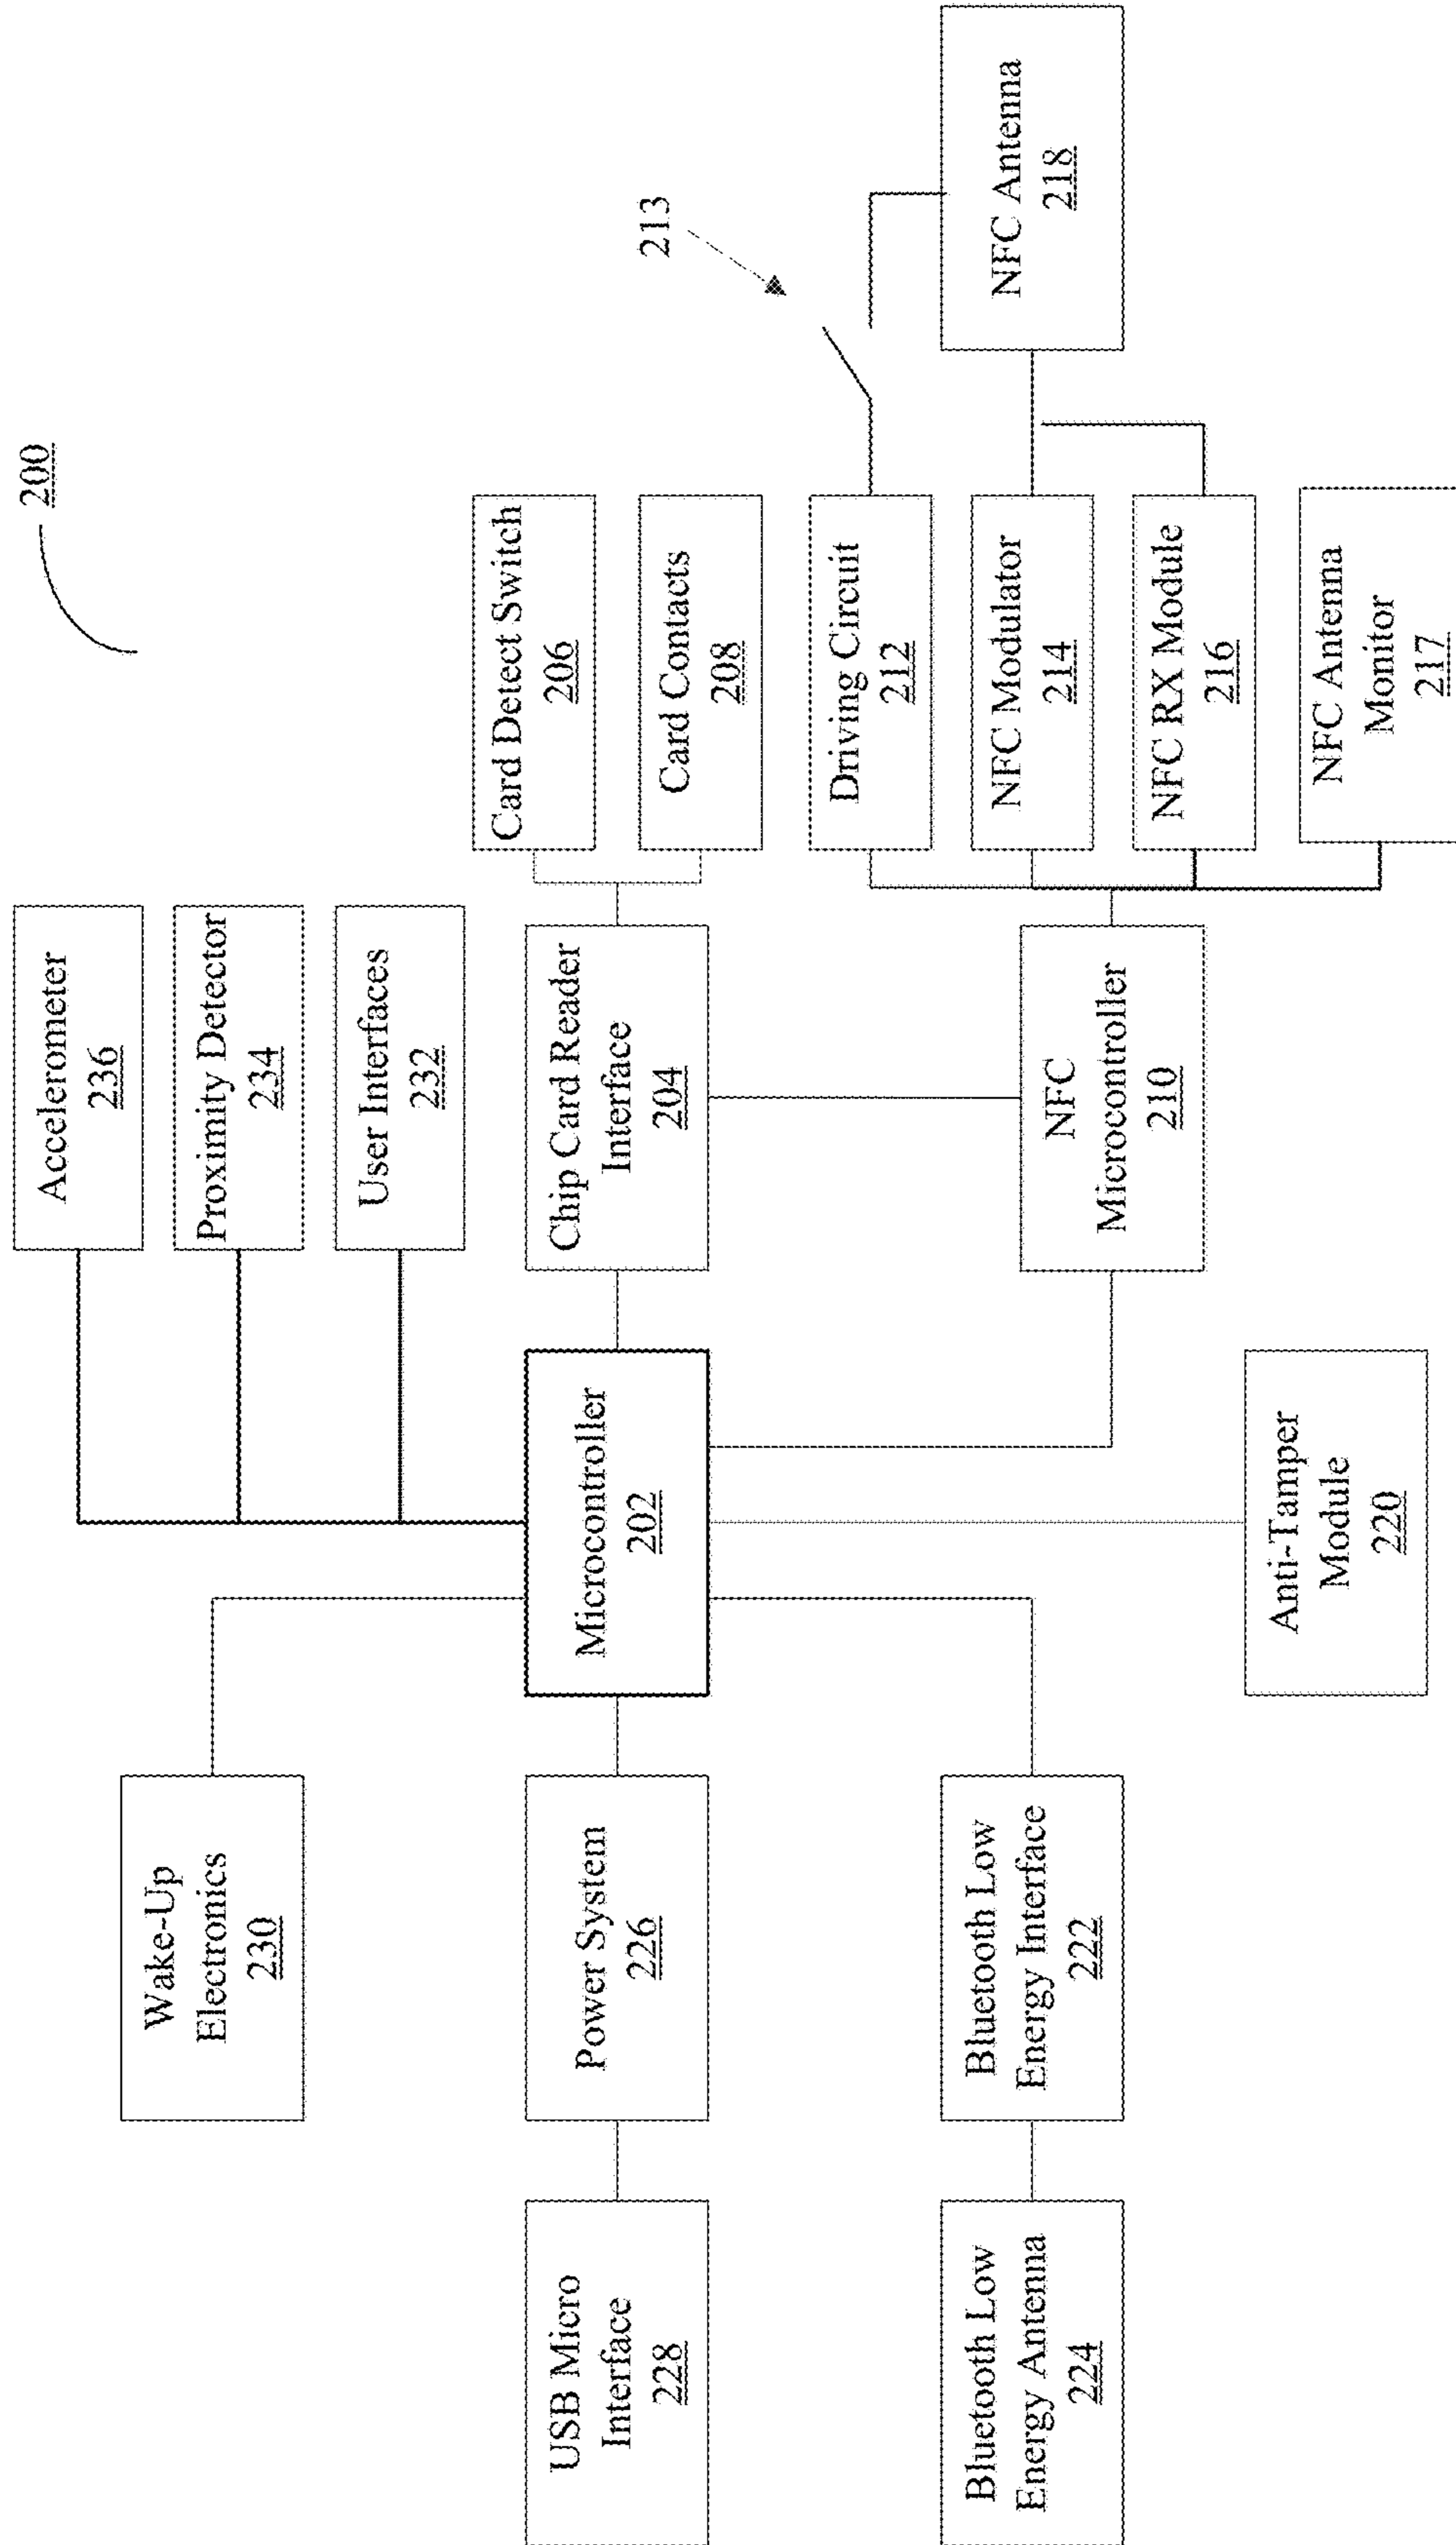 200
Accelerometer
236
Proximity Detector
234
User Interfaces
232
Wake-Up
Electronics
230
Card Detect Switch
206
Card Contacts
208
USB Micro
Interface
228
Power System
226
Microcontroller
202
Chip Card Reader
Interface
204
213
Driving Circuit
212
NFC Modulator
214
NFC RX Module
216
NFC Antenna
Monitor
217
NFC Antenna
218
Bluetooth Low
Energy Antenna
224
Bluetooth Low
Energy Interface
222
NFC
Microcontroller
210
Anti-Tamper
Module
220